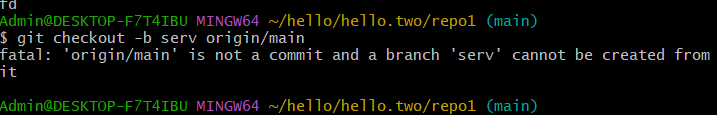 fd
Admin@DESKTOP-F7T4IBU MINGW64 ~/hello/hello.two/repo1 (main)
$ git checkout -b serv origin/main
fatal: 'origin/main' is not a commit and a branch 'serv' cannot be created from
it
Admin@DESKTOP-F7T4IBU MINGW64 ~/hello/hello.two/repo1 (main)